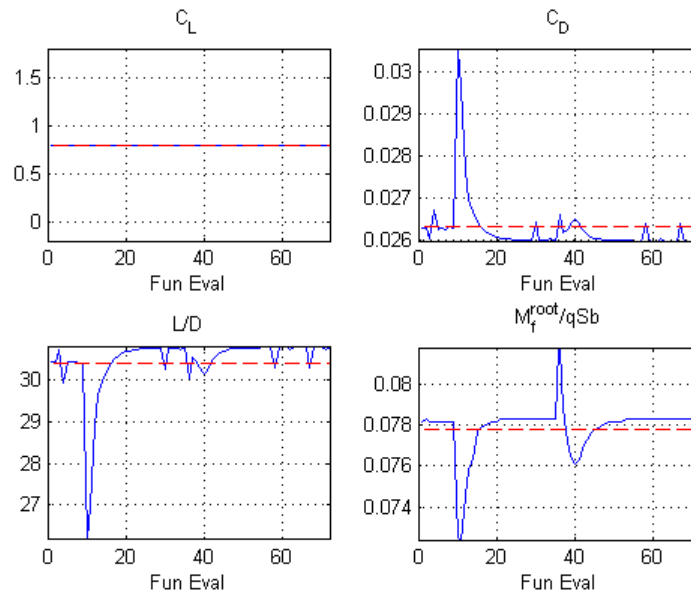 C_L
1.5
1
0.5
0
0 20 40 60
Fun Eval
C_D
0.03
0.029
0.028
0.027
0.026
0 20 40 60
Fun Eval
L/D
30
29
28
27
0 20 40 60
Fun Eval
M_f^root/qSb
0.08
0.078
0.076
0.074
0 20 40 60
Fun Eval